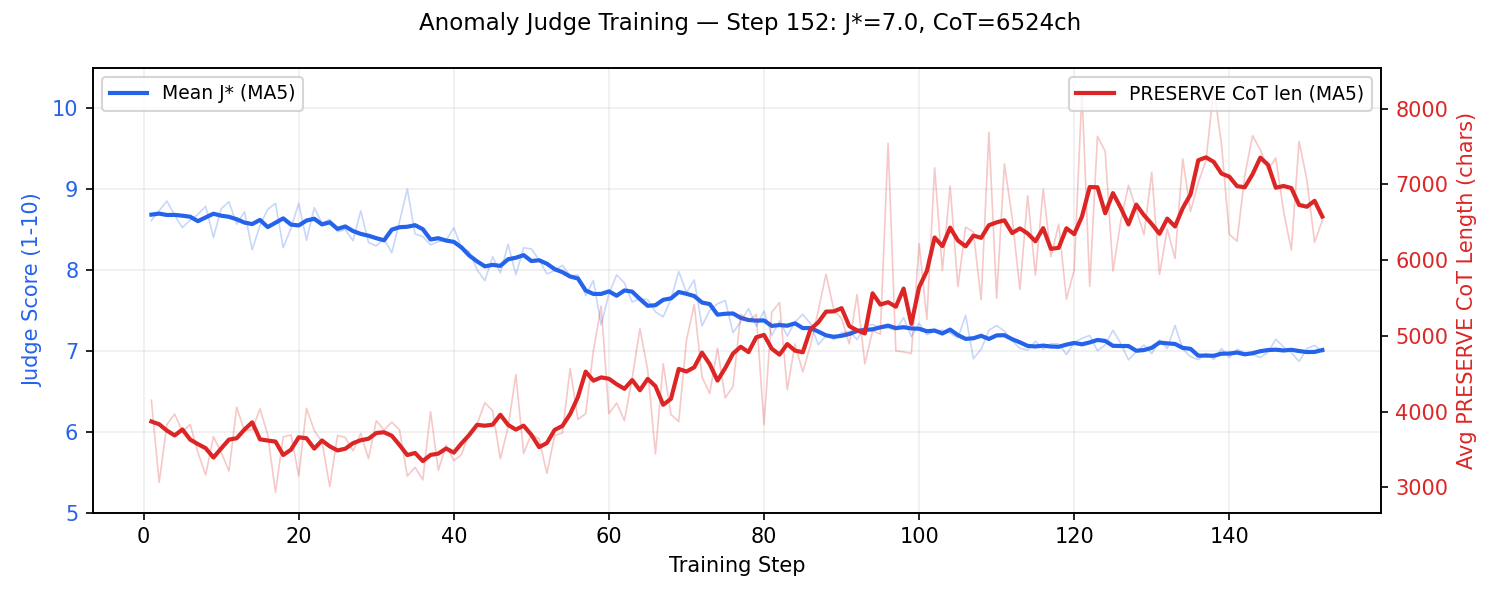 Anomaly Judge Training — Step 152: J*=7.0, CoT=6524ch
Mean J* (MA5)
PRESERVE CoT len (MA5)
10
9
8
7
6
5
Judge Score (1-10)
8000
7000
6000
5000
4000
3000
Avg PRESERVE CoT Length (chars)
0 20 40 60 80 100 120 140
Training Step